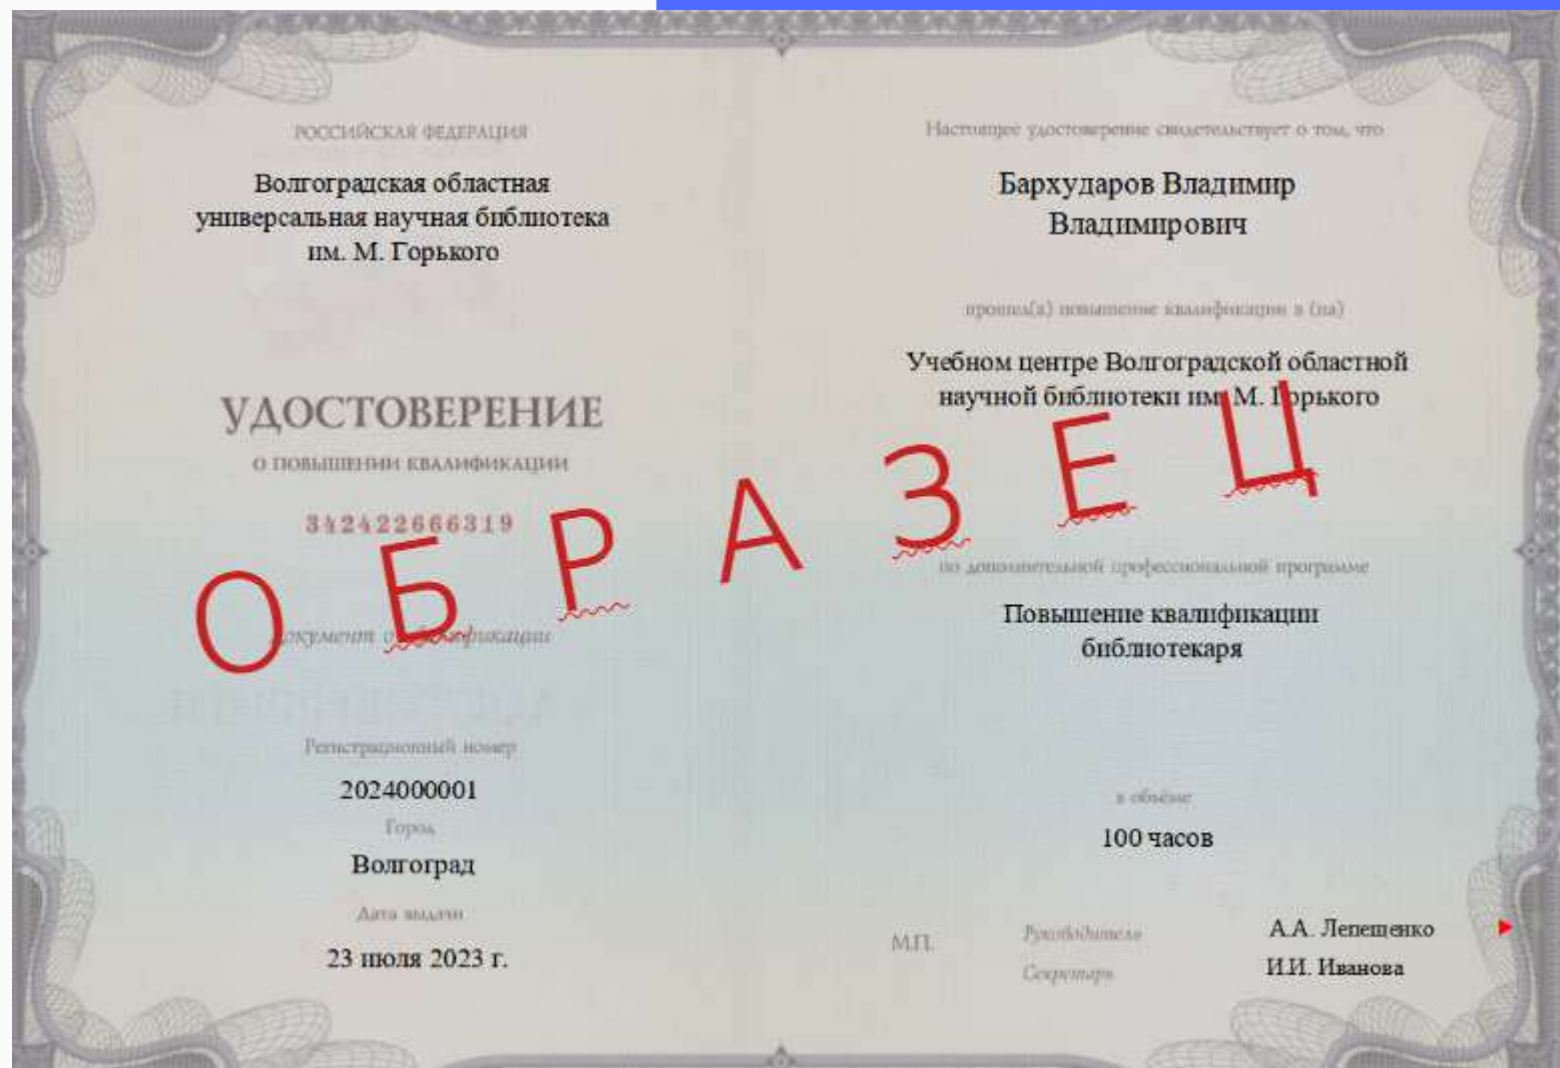 РОССИЙСКАЯ ФЕДЕРАЦИЯ
Волгоградская областная
универсальная научная библиотека
им. М. Горького
УДОСТОВЕРЕНИЕ
О ПОВЫШЕНИИ КВАЛИФИКАЦИИ
342422666319
Документ о квалификации
Регистрационный номер
2024000001
Город
Волгоград
Дата выдачи
23 июля 2023 г.
Настоящее удостоверение свидетельствует о том, что
Бархударов Владимир
Владимирович
прошел(а) повышение квалификации в (на)
Учебном центре Волгоградской областной
научной библиотеки им. М. Горького
по дополнительной профессиональной программе
Повышение квалификации
библиотекаря
в объёме
100 часов
М.П.
Руководитель
А.А. Лепещенко
Секретарь
И.И. Иванова
ОБРАЗЕЦ